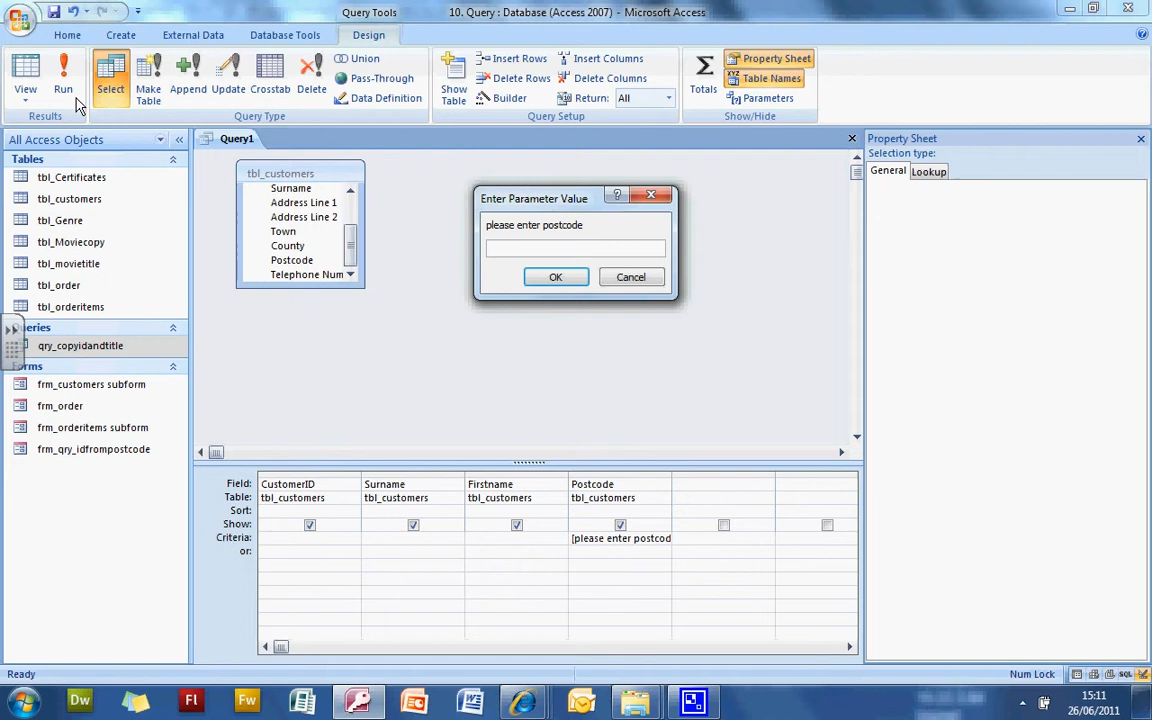 Query Tools
10. Query : Database (Access 2007) - Microsoft Access
Home
Create
External Data
Database Tools
Design
View
Run
Select
Make Table
Append
Update
Crosstab
Delete
Union
Pass-Through
Data Definition
Show Table
Insert Rows
Delete Rows
Builder
Insert Columns
Delete Columns
Return: All
Totals
Property Sheet
Table Names
Parameters
Results
Query Type
Query Setup
Show/Hide
All Access Objects
Tables
tbl_Certificates
tbl_customers
tbl_Genre
tbl_Moviecopy
tbl_movietitle
tbl_order
tbl_orderitems
Queries
qry_copyidandtitle
Forms
frm_customers subform
frm_order
frm_orderitems subform
frm_qry_idfrompostcode
Query1
tbl_customers
Surname
Address Line 1
Address Line 2
Town
County
Postcode
Telephone Num
Enter Parameter Value
please enter postcode
OK
Cancel
Property Sheet
Selection type:
General
Lookup
Field: CustomerID Surname Firstname Postcode
Table: tbl_customers tbl_customers tbl_customers tbl_customers
Sort:
Show:
Criteria: [please enter postcod
or:
Ready
Num Lock
SQL
Dw
Fl
Fw
15:11
26/06/2011